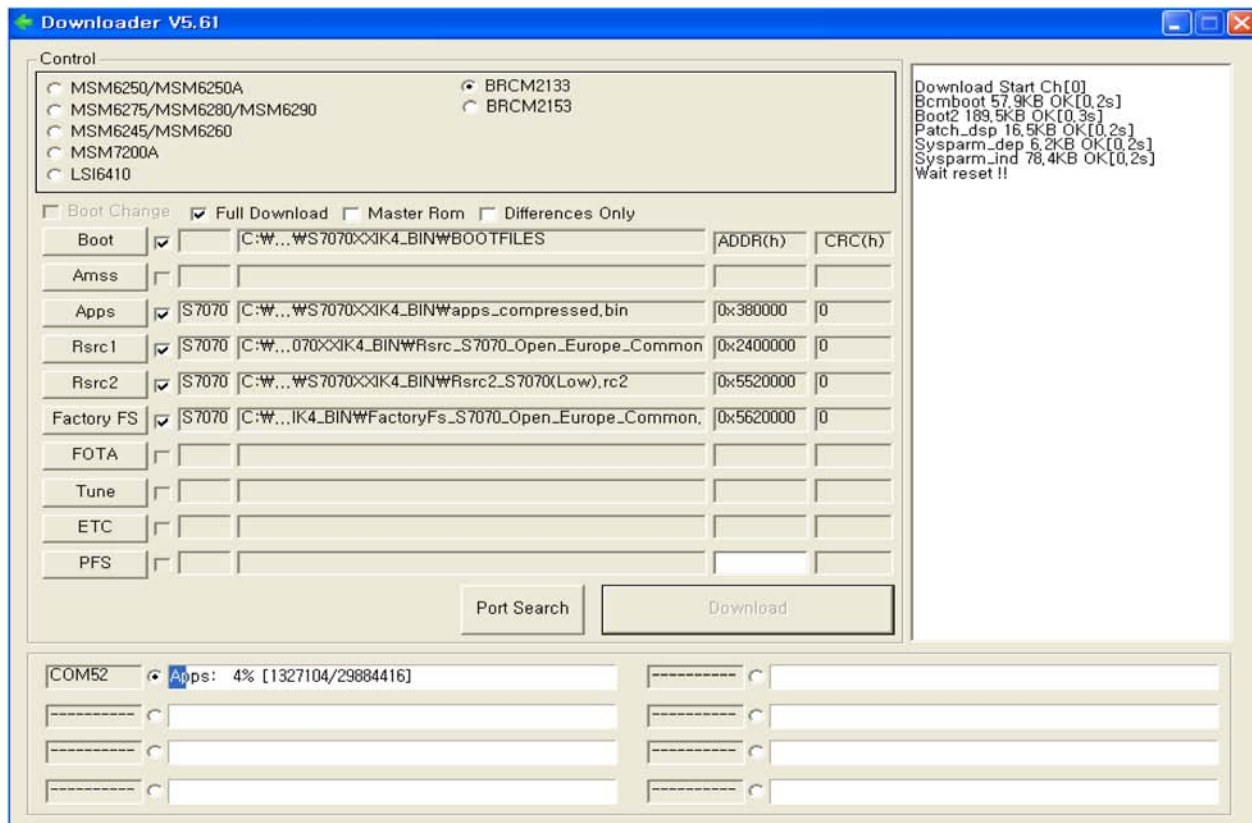 Downloader V5.61
Control
MSM6250/MSM6250A
MSM6275/MSM6280/MSM6290
MSM6245/MSM6260
MSM7200A
LSI6410
BRCM2133
BRCM2153
Boot Change Full Download Master Rom Differences Only
Boot C:₩...₩S7070XXIK4_BIN₩BOOTFILES ADDR(h) CRC(h)
Amss
Apps S7070 C:₩...₩S7070XXIK4_BIN₩apps_compressed.bin 0x380000 0
Rsrc1 S7070 C:₩...070XXIK4_BIN₩Rsrc_S7070_Open_Europe_Common 0x2400000 0
Rsrc2 S7070 C:₩...₩S7070XXIK4_BIN₩Rsrc2_S7070(Low).rc2 0x5520000 0
Factory FS S7070 C:₩...IK4_BIN₩FactoryFs_S7070_Open_Europe_Common. 0x5620000 0
FOTA
Tune
ETC
PFS
Port Search Download
Download Start Ch[0]
Bcmboot 57.9KB OK[0.2s]
Boot2 189.5KB OK[0.3s]
Patch_dsp 16.5KB OK[0.2s]
Sysparm_dep 6.2KB OK[0.2s]
Sysparm_ind 78.4KB OK[0.2s]
Wait reset !!
COM52 Apps: 4% [1327104/29884416] ----------
---------- ----------
---------- ----------
---------- ----------